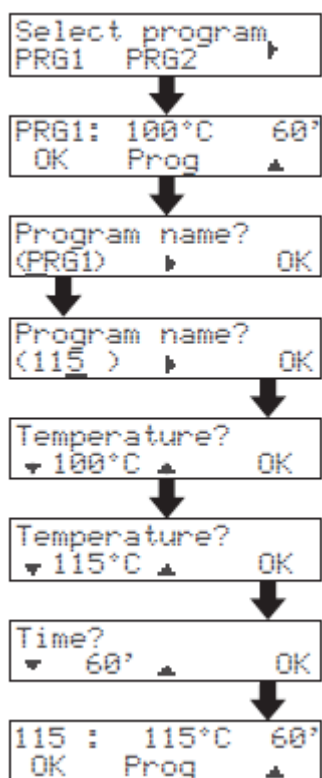 Select program
PRG1 PRG2 ▸
PRG1: 100°C 60’
OK Prog ▴
Program name?
(PRG1) ▸ OK
Program name?
(115 ) ▸ OK
Temperature?
▾ 100°C ▴ OK
Temperature?
▾ 115°C ▴ OK
Time?
▾ 60’ ▴ OK
115 : 115°C 60’
OK Prog ▴